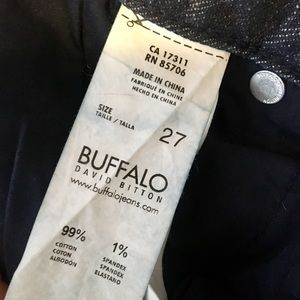 CA 17311
RN 85706
MADE IN CHINA
FABRIQUÉ EN CHINE
HECHO EN CHINA
SIZE
TAILLE / TALLA
27
BUFFALO
DAVID BITTON
www.buffalojeans.com
99% 1%
COTTON SPANDEX
COTON SPANDEX
ALGODÓN ELASTANO